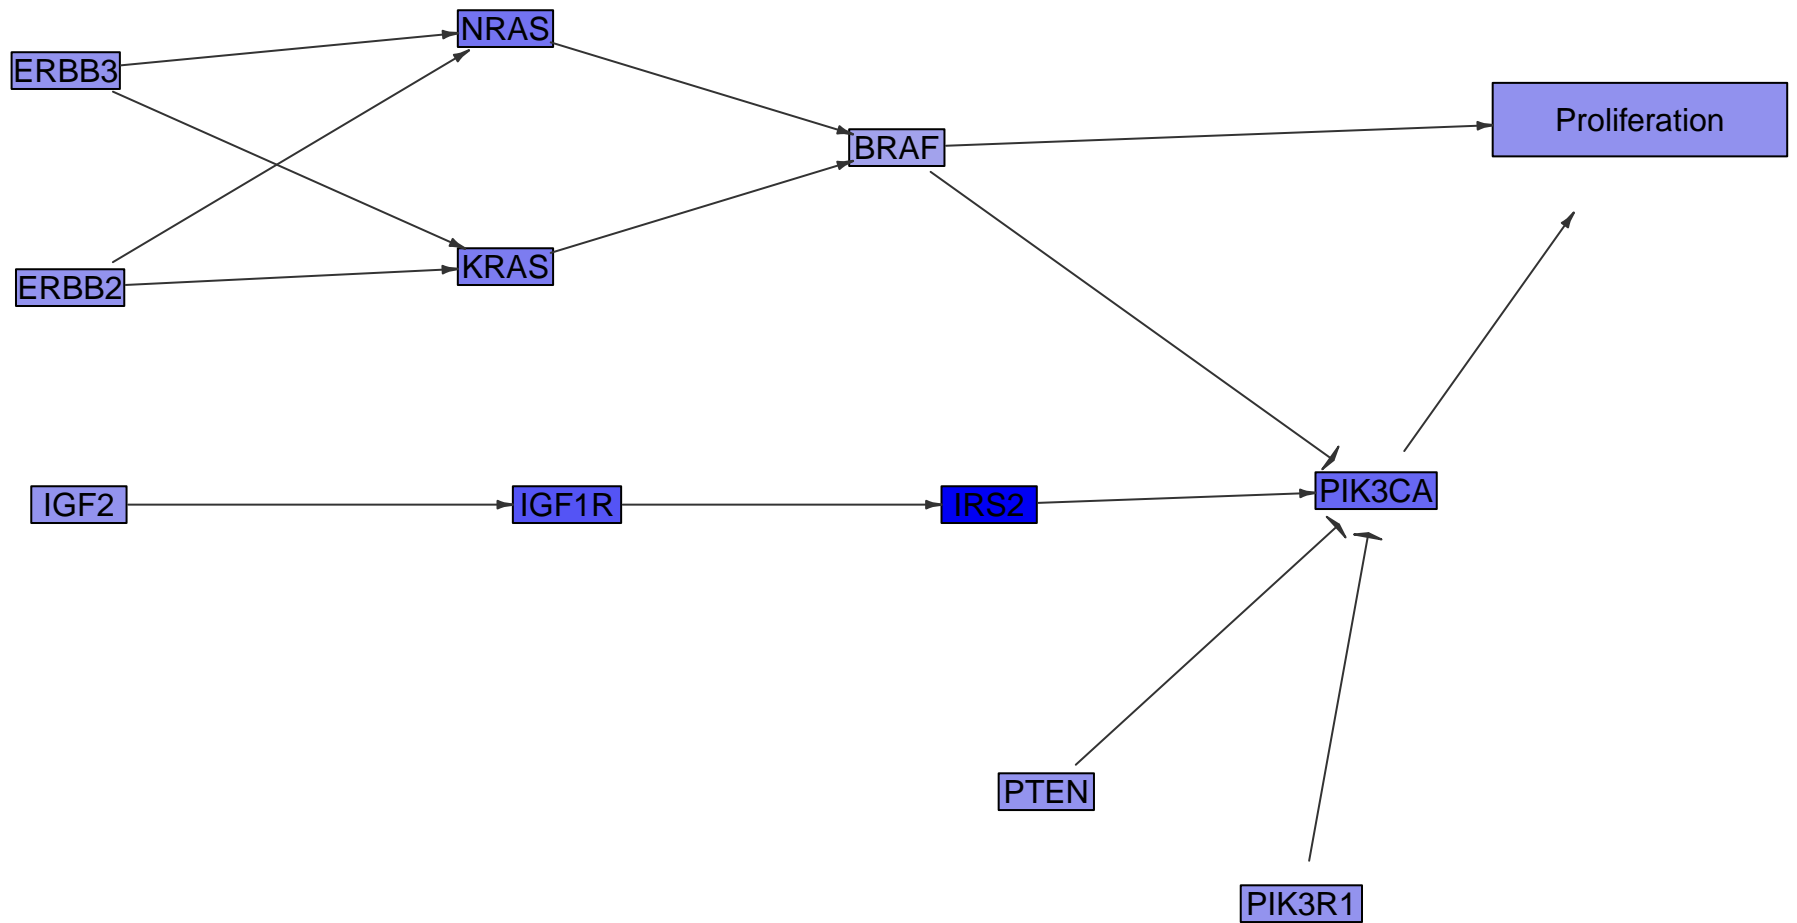 NRAS
ERBB3
Proliferation
BRAF
KRAS
ERBB2
PIK3CA
IGF2
IGF1R
IRS2
PTEN
PIK3R1